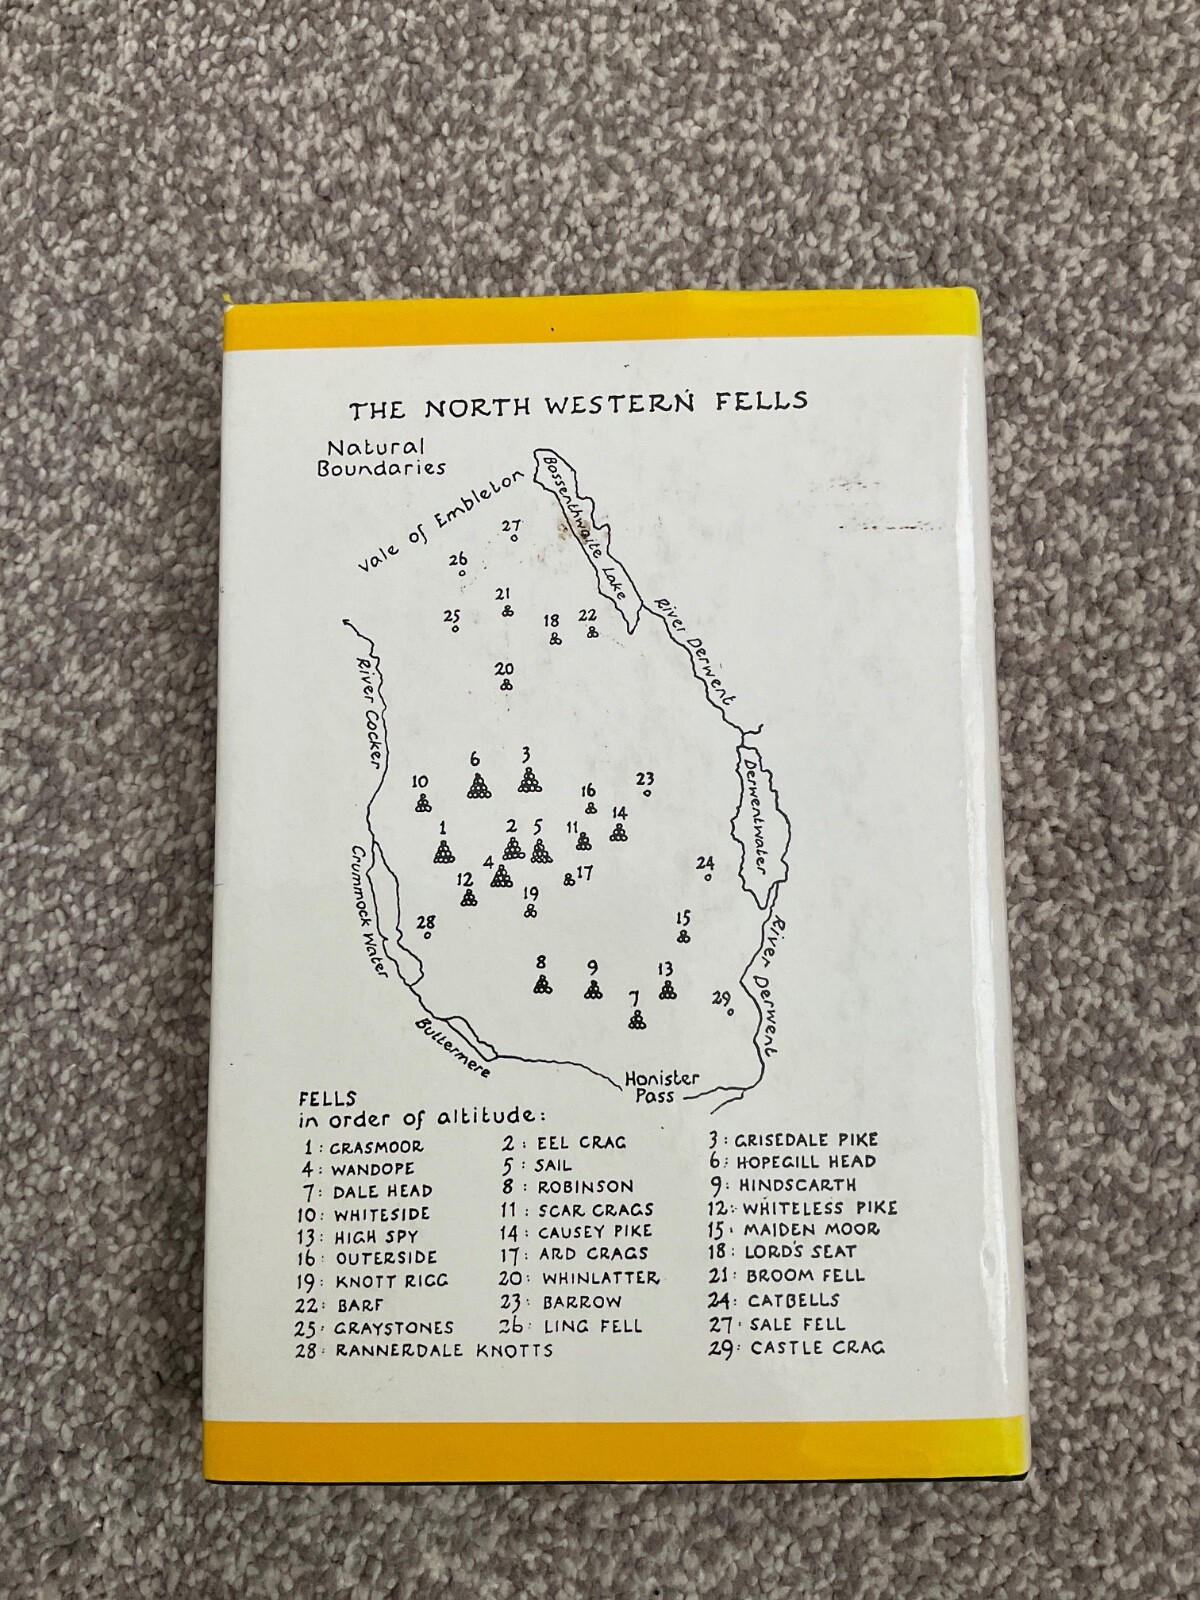 THE NORTH WESTERN FELLS
Natural
Boundaries
Vale of Embleton
Bassenthwaite Lake
27
26
21
25
18
22
River Derwent
20
River Cocker
6
3
10
16
23
Derwentwater
14
1
2
5
11
4
12
17
24
19
Crummock Water
28
15
River Derwent
8
9
13
7
29
Buttermere
Honister
Pass
FELLS
in order of altitude:
1: GRASMOOR 2: EEL CRAG 3: GRISEDALE PIKE
4: WANDOPE 5: SAIL 6: HOPEGILL HEAD
7: DALE HEAD 8: ROBINSON 9: HINDSCARTH
10: WHITESIDE 11: SCAR CRAGS 12: WHITELESS PIKE
13: HIGH SPY 14: CAUSEY PIKE 15: MAIDEN MOOR
16: OUTERSIDE 17: ARD CRAGS 18: LORD'S SEAT
19: KNOTT RIGG 20: WHINLATTER 21: BROOM FELL
22: BARF 23: BARROW 24: CATBELLS
25: GRAYSTONES 26: LING FELL 27: SALE FELL
28: RANNERDALE KNOTTS 29: CASTLE CRAG